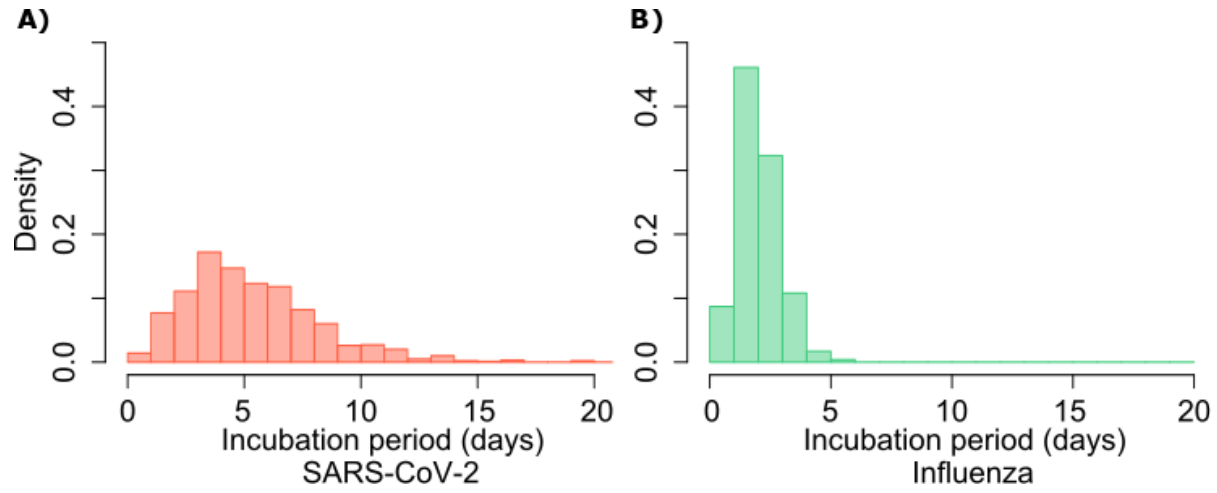 A)
Density
0.0 0.2 0.4
0 5 10 15 20
Incubation period (days)
SARS-CoV-2
B)
0.0 0.2 0.4
0 5 10 15 20
Incubation period (days)
Influenza